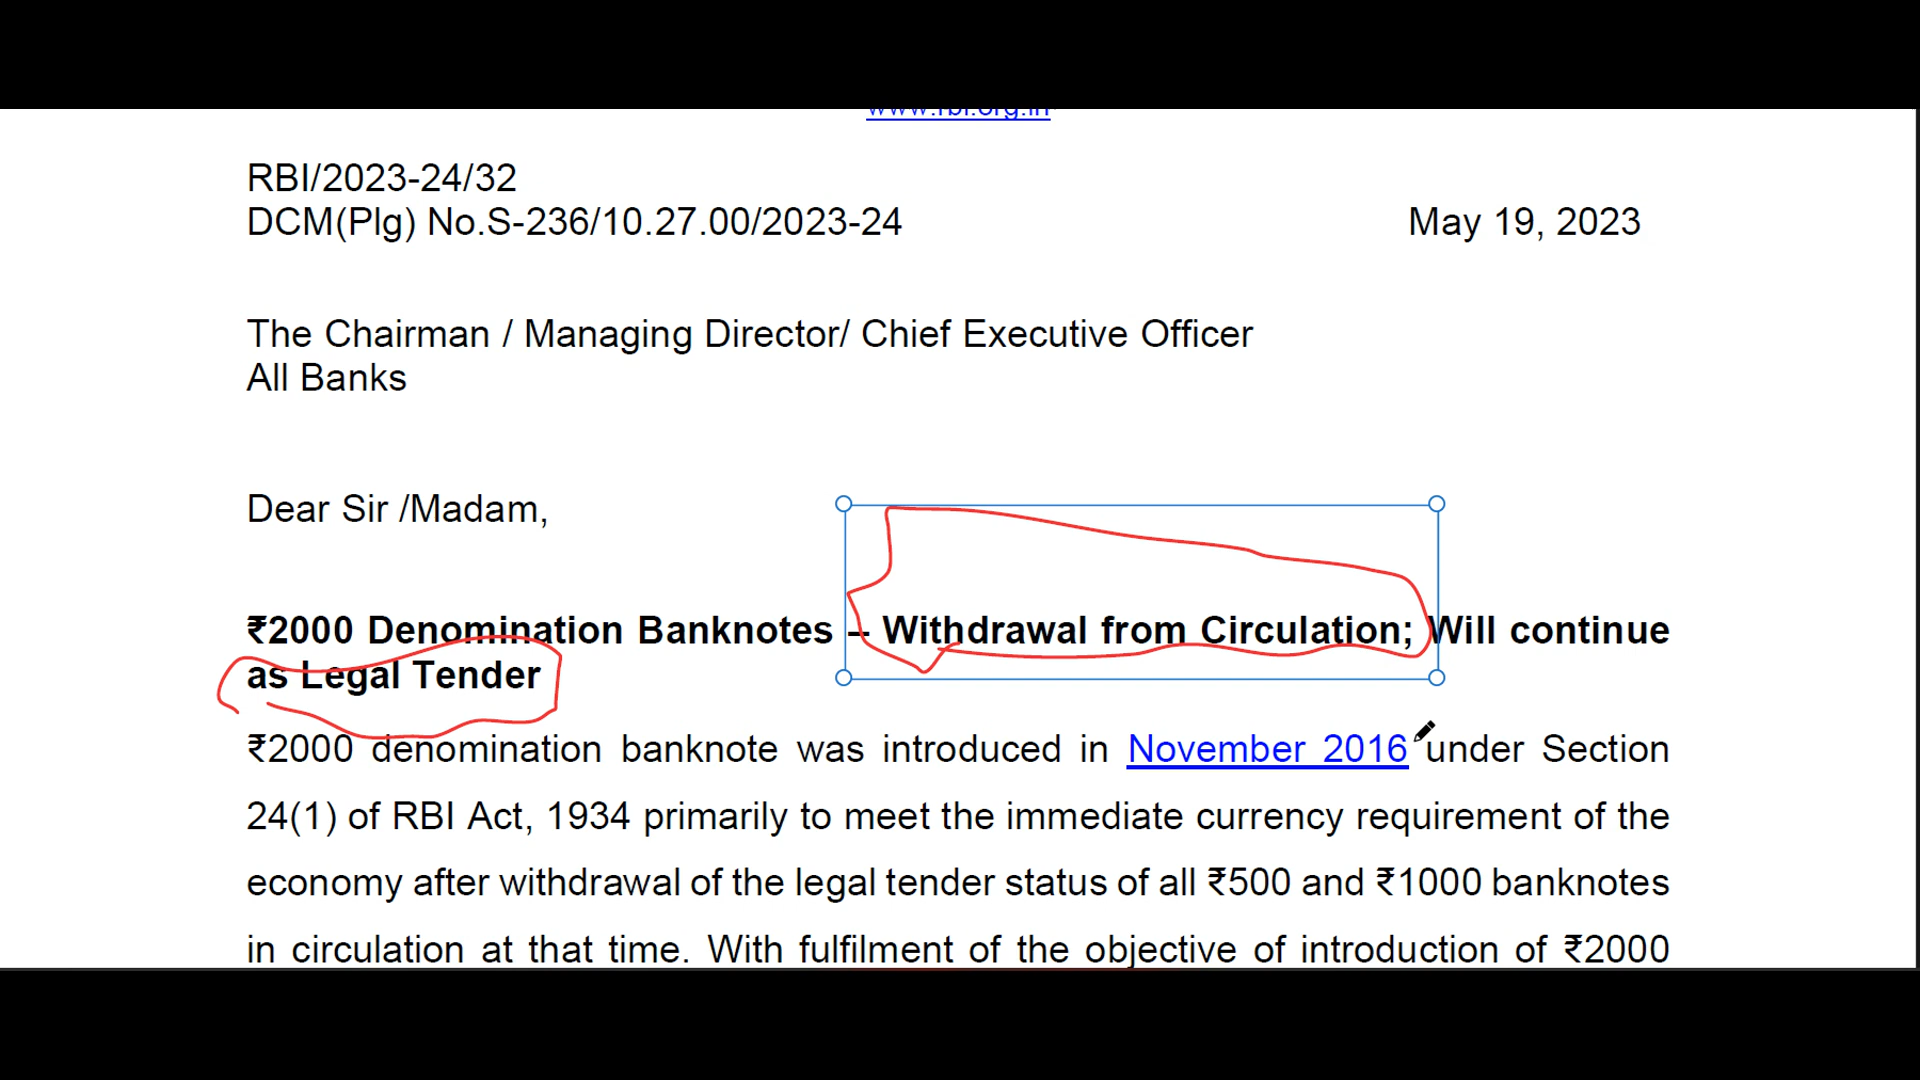 www.rbi.org.in
RBI/2023-24/32
DCM(Plg) No.S-236/10.27.00/2023-24 May 19, 2023
The Chairman / Managing Director/ Chief Executive Officer
All Banks
Dear Sir /Madam,
₹2000 Denomination Banknotes – Withdrawal from Circulation; Will continue
as Legal Tender
₹2000 denomination banknote was introduced in November 2016 under Section
24(1) of RBI Act, 1934 primarily to meet the immediate currency requirement of the
economy after withdrawal of the legal tender status of all ₹500 and ₹1000 banknotes
in circulation at that time. With fulfilment of the objective of introduction of ₹2000